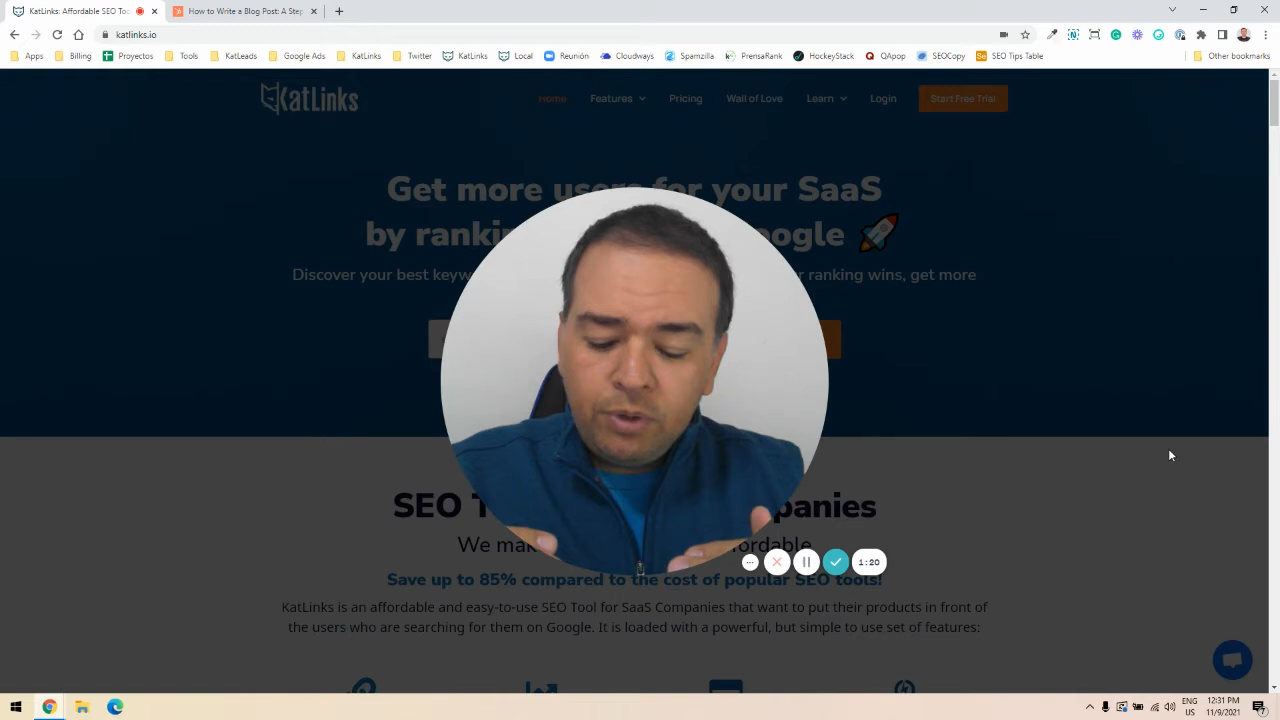 KatLinks: Affordable SEO Too
How to Write a Blog Post: A Step
katlinks.io
Apps
Bugherd
Proyectos
Tools
KatLeads
Google Ads
KatLinks
Twitter
KatLinks
Local
Reunión
Cloudways
Spamzilla
PrensaRank
HockeyStack
QApop
SEOCopy
SEO Tips Table
Other bookmarks
KatLinks
Home
Features
Pricing
Wall of Love
Learn
Login
Start Free Trial
Get more users for your SaaS
by ranki oogle
Discover your best keyw r ranking wins, get more
SEO T panies
We mak ordable
1:20
Save up to 85% compared to the cost of popular SEO tools!
KatLinks is an affordable and easy-to-use SEO Tool for SaaS Companies that want to put their products in front of
the users who are searching for them on Google. It is loaded with a powerful, but simple to use set of features:
ENG
US
12:31 PM
11/9/2021
7